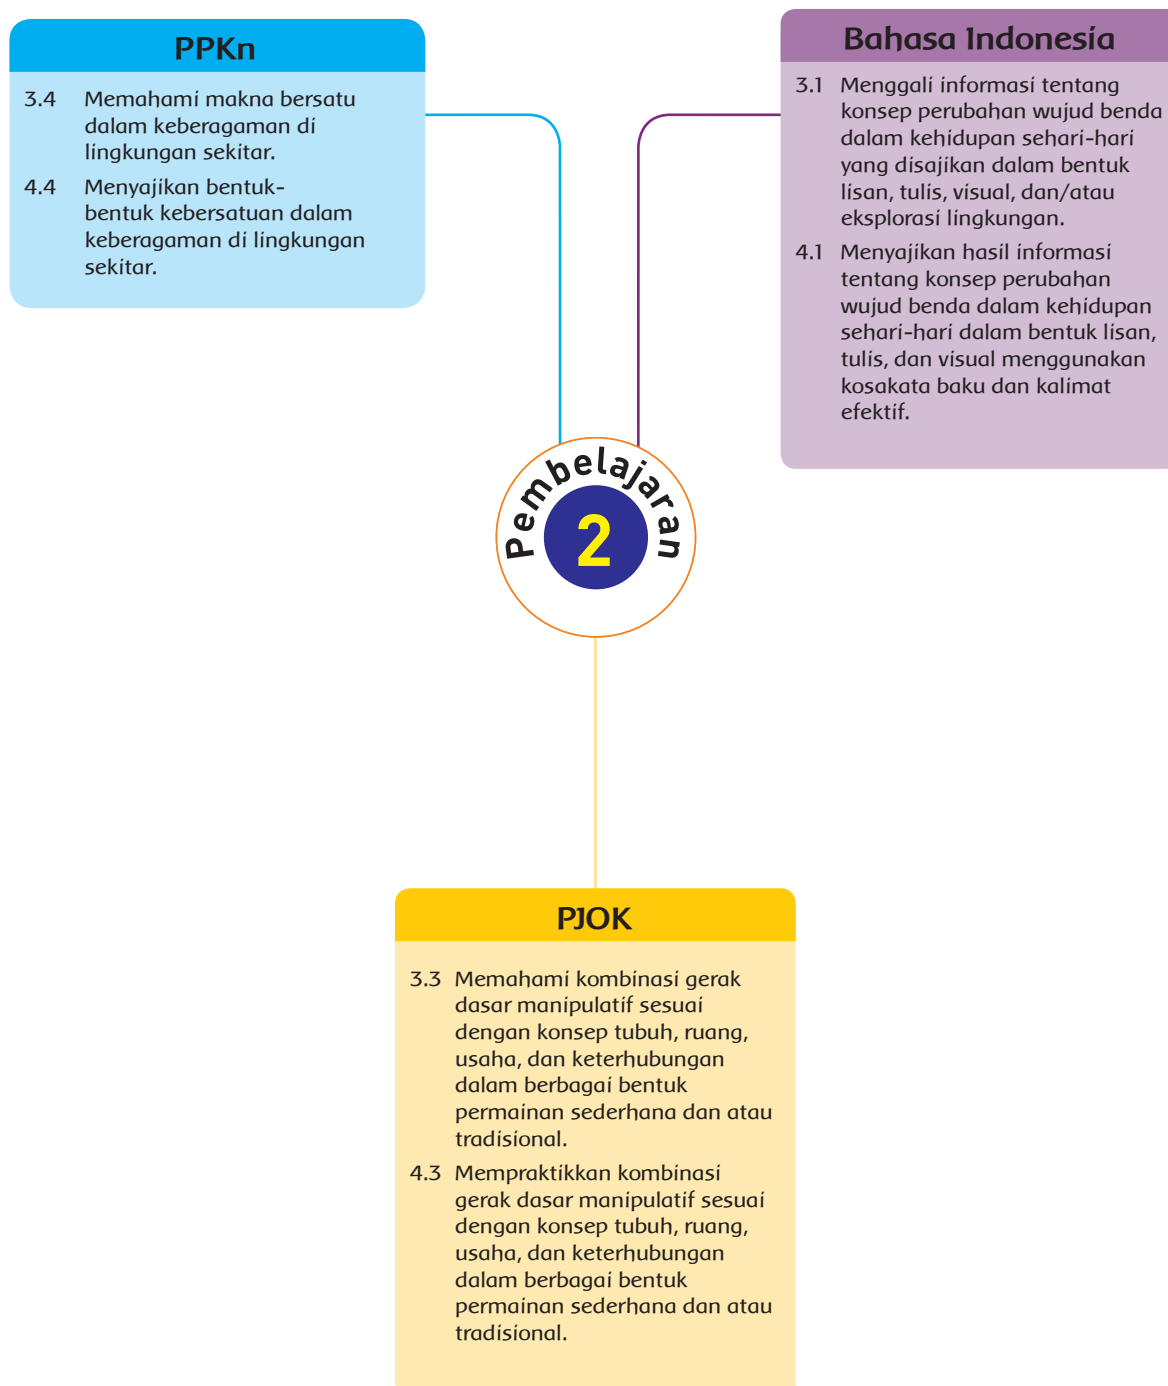 PPKn
3.4 Memahami makna bersatu
dalam keberagaman di
lingkungan sekitar.
4.4 Menyajikan bentuk-
bentuk kebersatuan dalam
keberagaman di lingkungan
sekitar.
Bahasa Indonesia
3.1 Menggali informasi tentang
konsep perubahan wujud benda
dalam kehidupan sehari-hari
yang disajikan dalam bentuk
lisan, tulis, visual, dan/atau
eksplorasi lingkungan.
4.1 Menyajikan hasil informasi
tentang konsep perubahan
wujud benda dalam kehidupan
sehari-hari dalam bentuk lisan,
tulis, dan visual menggunakan
kosakata baku dan kalimat
efektif.
Pembelajaran
2
PJOK
3.3 Memahami kombinasi gerak
dasar manipulatif sesuai
dengan konsep tubuh, ruang,
usaha, dan keterhubungan
dalam berbagai bentuk
permainan sederhana dan atau
tradisional.
4.3 Mempraktikkan kombinasi
gerak dasar manipulatif sesuai
dengan konsep tubuh, ruang,
usaha, dan keterhubungan
dalam berbagai bentuk
permainan sederhana dan atau
tradisional.